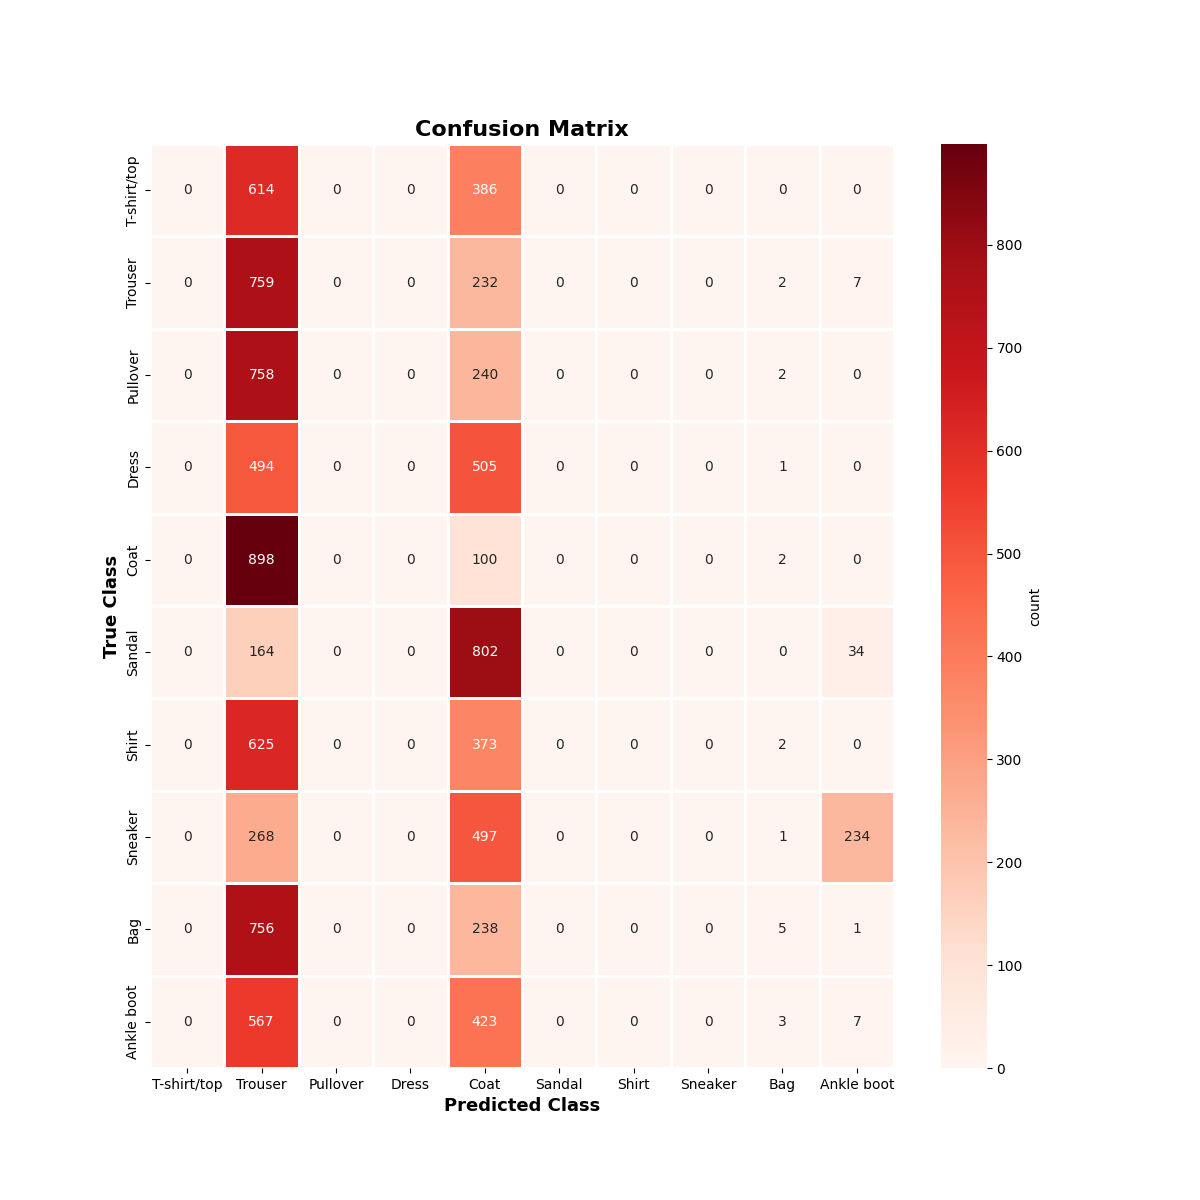 Confusion Matrix
T-shirt/top 0 614 0 0 386 0 0 0 0 0
Trouser 0 759 0 0 232 0 0 0 2 7
Pullover 0 758 0 0 240 0 0 0 2 0
Dress 0 494 0 0 505 0 0 0 1 0
Coat 0 898 0 0 100 0 0 0 2 0
Sandal 0 164 0 0 802 0 0 0 0 34
Shirt 0 625 0 0 373 0 0 0 2 0
Sneaker 0 268 0 0 497 0 0 0 1 234
Bag 0 756 0 0 238 0 0 0 5 1
Ankle boot 0 567 0 0 423 0 0 0 3 7
True Class
T-shirt/top Trouser Pullover Dress Coat Sandal Shirt Sneaker Bag Ankle boot
Predicted Class
800
700
600
500
400
300
200
100
0
count